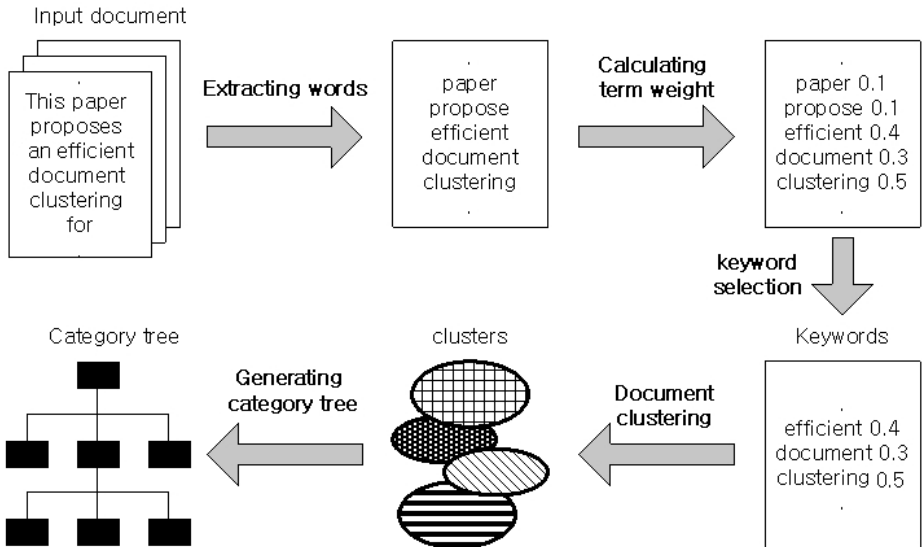 Input document
This paper
proposes
an efficient
document
clustering
for
Extracting words
paper
propose
efficient
document
clustering
Calculating
term weight
paper 0.1
propose 0.1
efficient 0.4
document 0.3
clustering 0.5
keyword
selection
Keywords
efficient 0.4
document 0.3
clustering 0.5
Document
clustering
clusters
Generating
category tree
Category tree